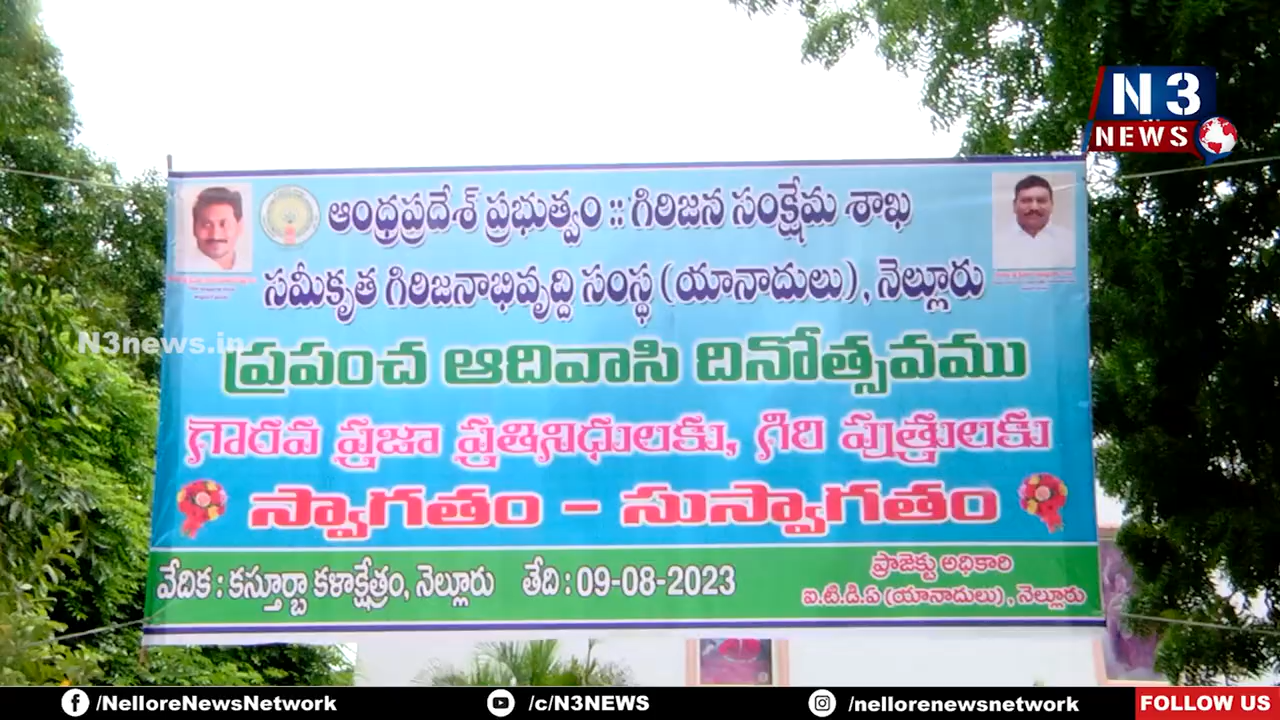 N3
NEWS
ఆంధ్రప్రదేశ్ ప్రభుత్వం :: గిరిజన సంక్షేమ శాఖ
సమీకృత గిరిజనాభివృద్ది సంస్థ (యానాదులు), నెల్లూరు
N3news.in
ప్రపంచ ఆదివాసి దినోత్సవము
గౌరవ ప్రజా ప్రతినిధులకు, గిరి పుత్రులకు
స్వాగతం - సుస్వాగతం
వేదిక : కస్తూర్బా కళాక్షేత్రం, నెల్లూరు తేది : 09-08-2023
ప్రాజెక్టు అధికారి
ఐ.టి.డి.ఏ (యానాదులు), నెల్లూరు
/NelloreNewsNetwork /c/N3NEWS /nellorenewsnetwork FOLLOW US